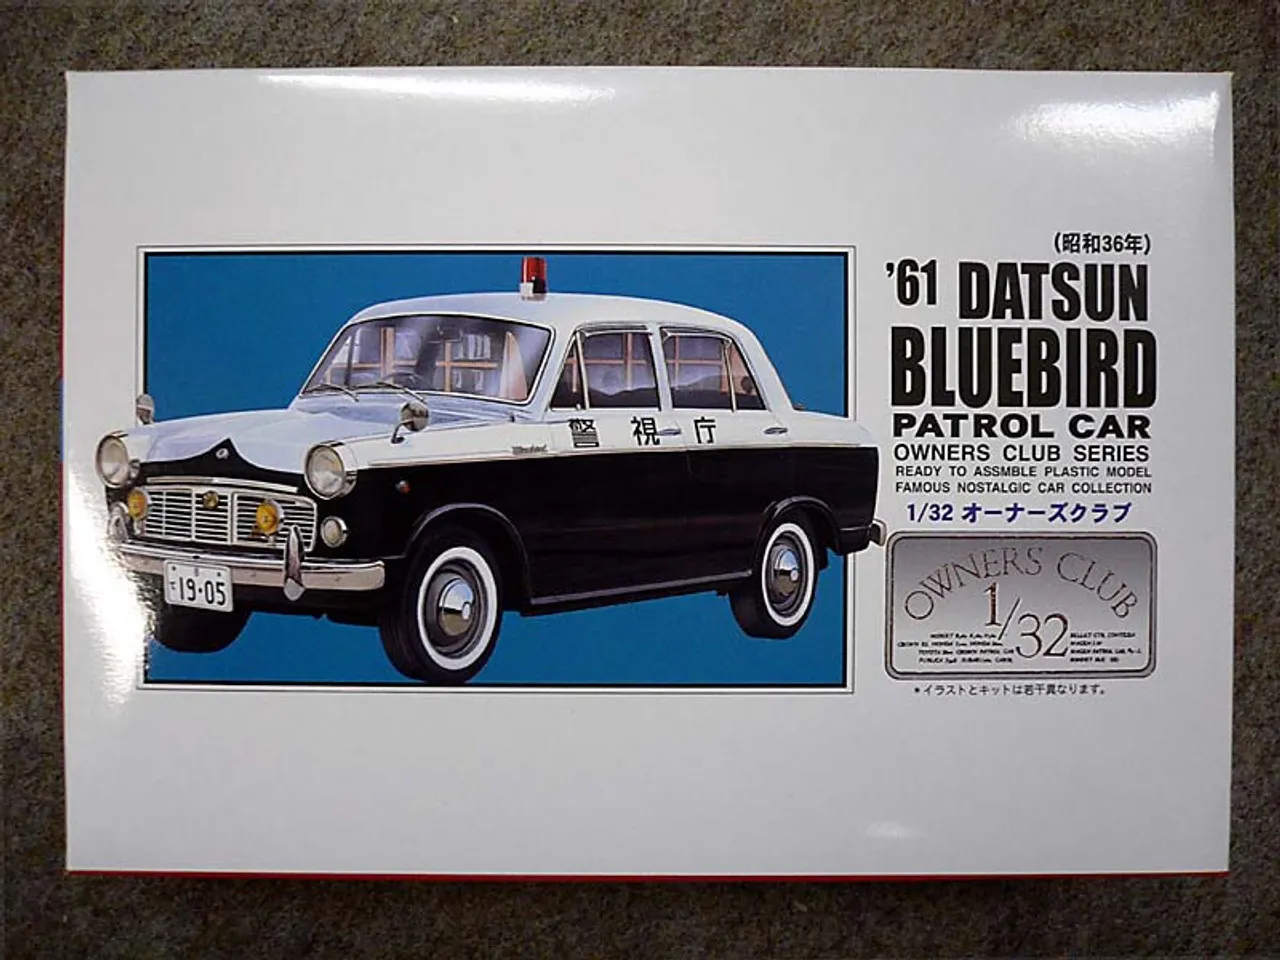 (昭和36年)
'61 DATSUN
BLUEBIRD
PATROL CAR
OWNERS CLUB SERIES
READY TO ASSMBLE PLASTIC MODEL
FAMOUS NOSTALGIC CAR COLLECTION
1/32 オーナーズクラブ
OWNERS CLUB
1/32
*イラストとキットは若干異なります。
警視庁
Bluebird
19-05